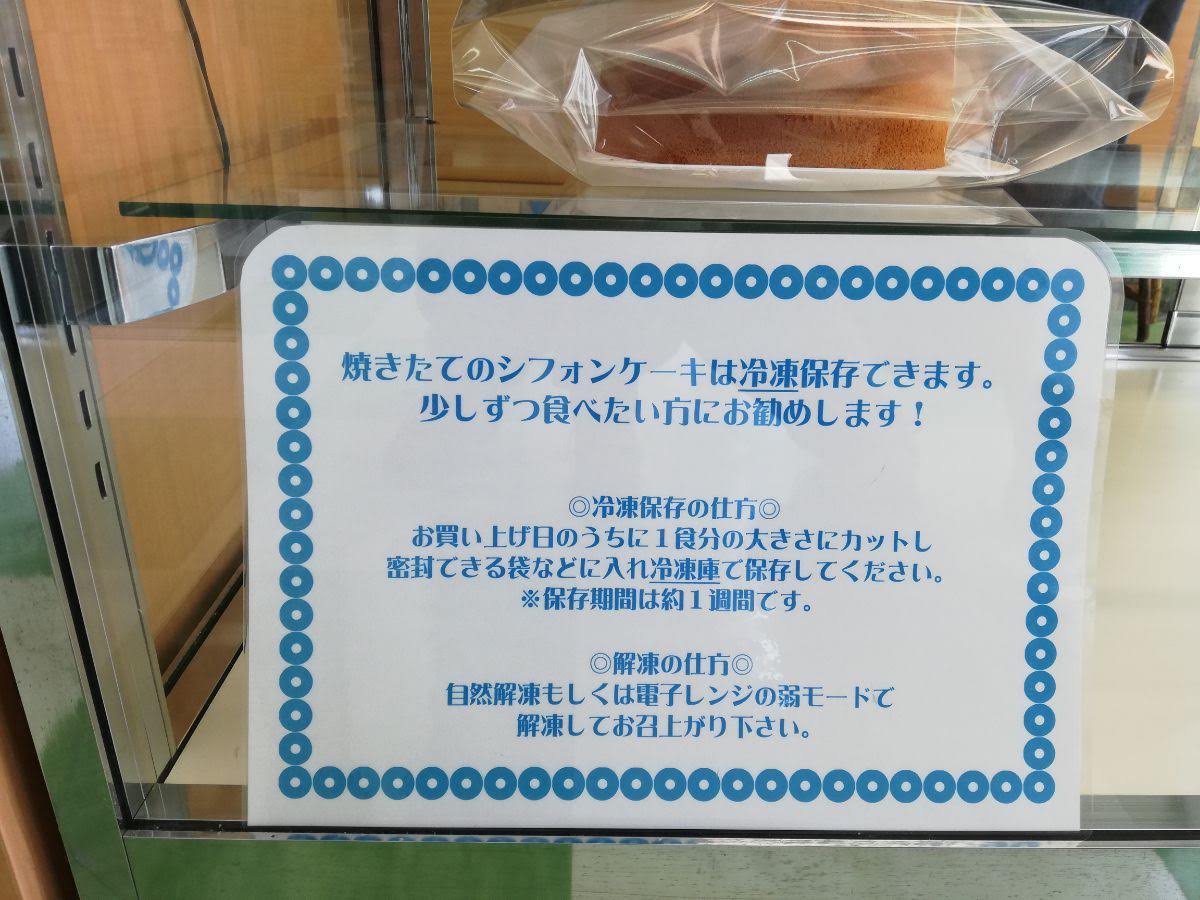 焼きたてのシフォンケーキは冷凍保存できます。
少しずつ食べたい方にお勧めします！
◎冷凍保存の仕方◎
お買い上げ日のうちに１食分の大きさにカットし
密封できる袋などに入れ冷凍庫で保存してください。
※保存期間は約１週間です。
◎解凍の仕方◎
自然解凍もしくは電子レンジの弱モードで
解凍してお召上がり下さい。